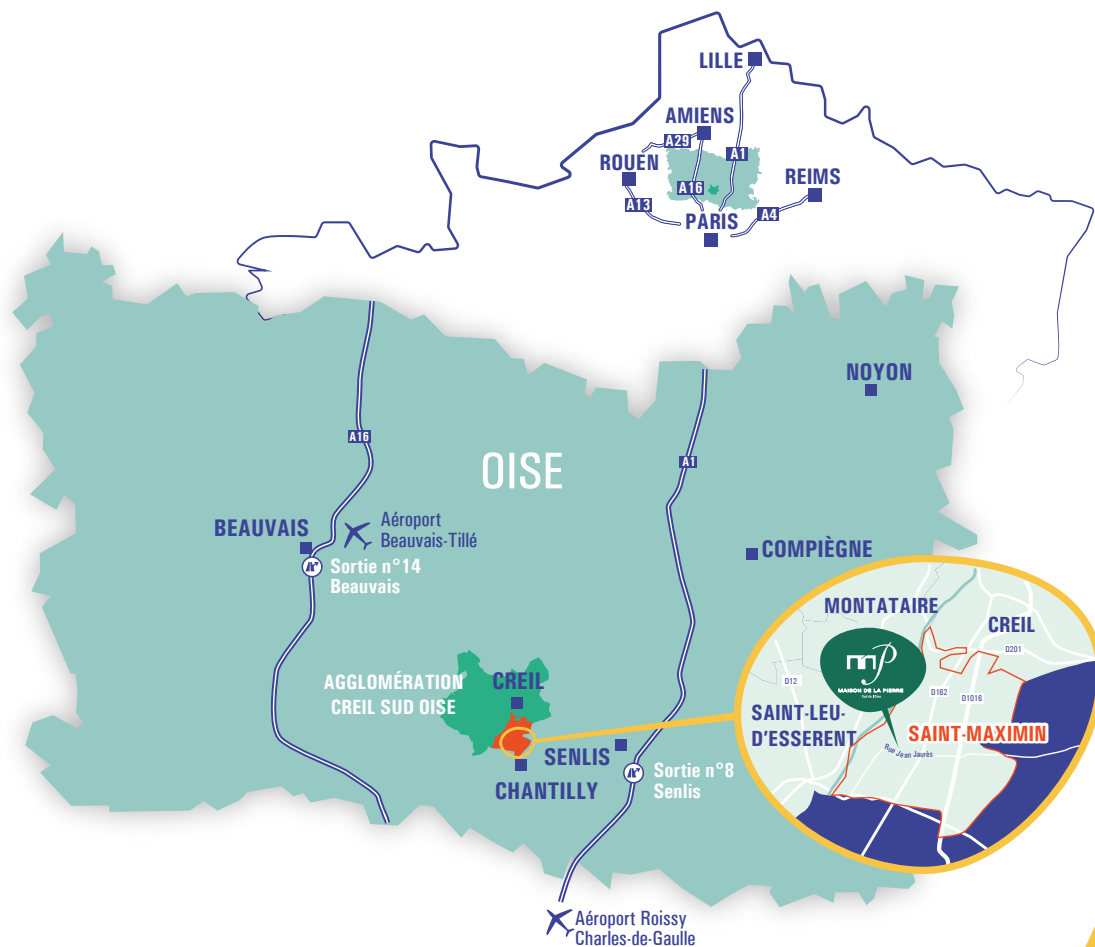 LILLE
AMIENS
A29
A1
ROUEN
REIMS
A16
A13
PARIS
A4
NOYON
A16
OISE
A1
BEAUVAIS
Aéroport
Beauvais-Tillé
Sortie n°14
Beauvais
COMPIÈGNE
MONTATAIRE
CREIL
D201
MAISON DE LA PIERRE
D12
D162
D1016
SAINT-LEU-
D'ESSERENT
SAINT-MAXIMIN
Rue Jean Jaurès
AGGLOMÉRATION
CREIL SUD OISE
CREIL
SENLIS
CHANTILLY
Sortie n°8
Senlis
Aéroport Roissy
Charles-de-Gaulle